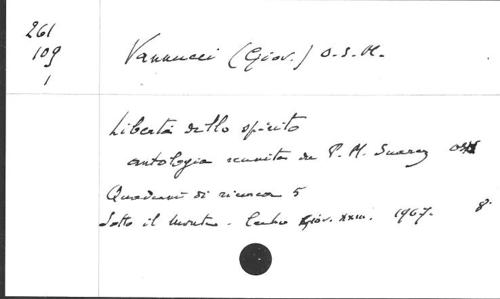 261
109
1
Vannucci (Giov.) O.S.M.
Libertà dello spirito
antologia riunita da P. M. Suarez OSM
Quaderni di ricerca 5
Sotto il Monte - Centro Giov. XXIII. 1967. 8.